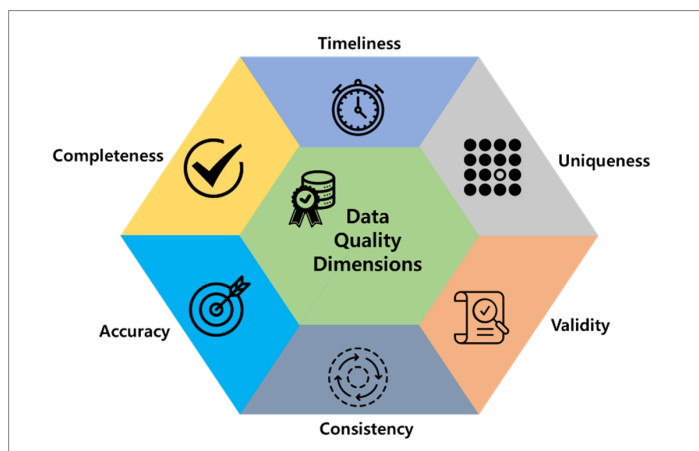 Timeliness
Completeness
Uniqueness
Data
Quality
Dimensions
Accuracy
Validity
Consistency